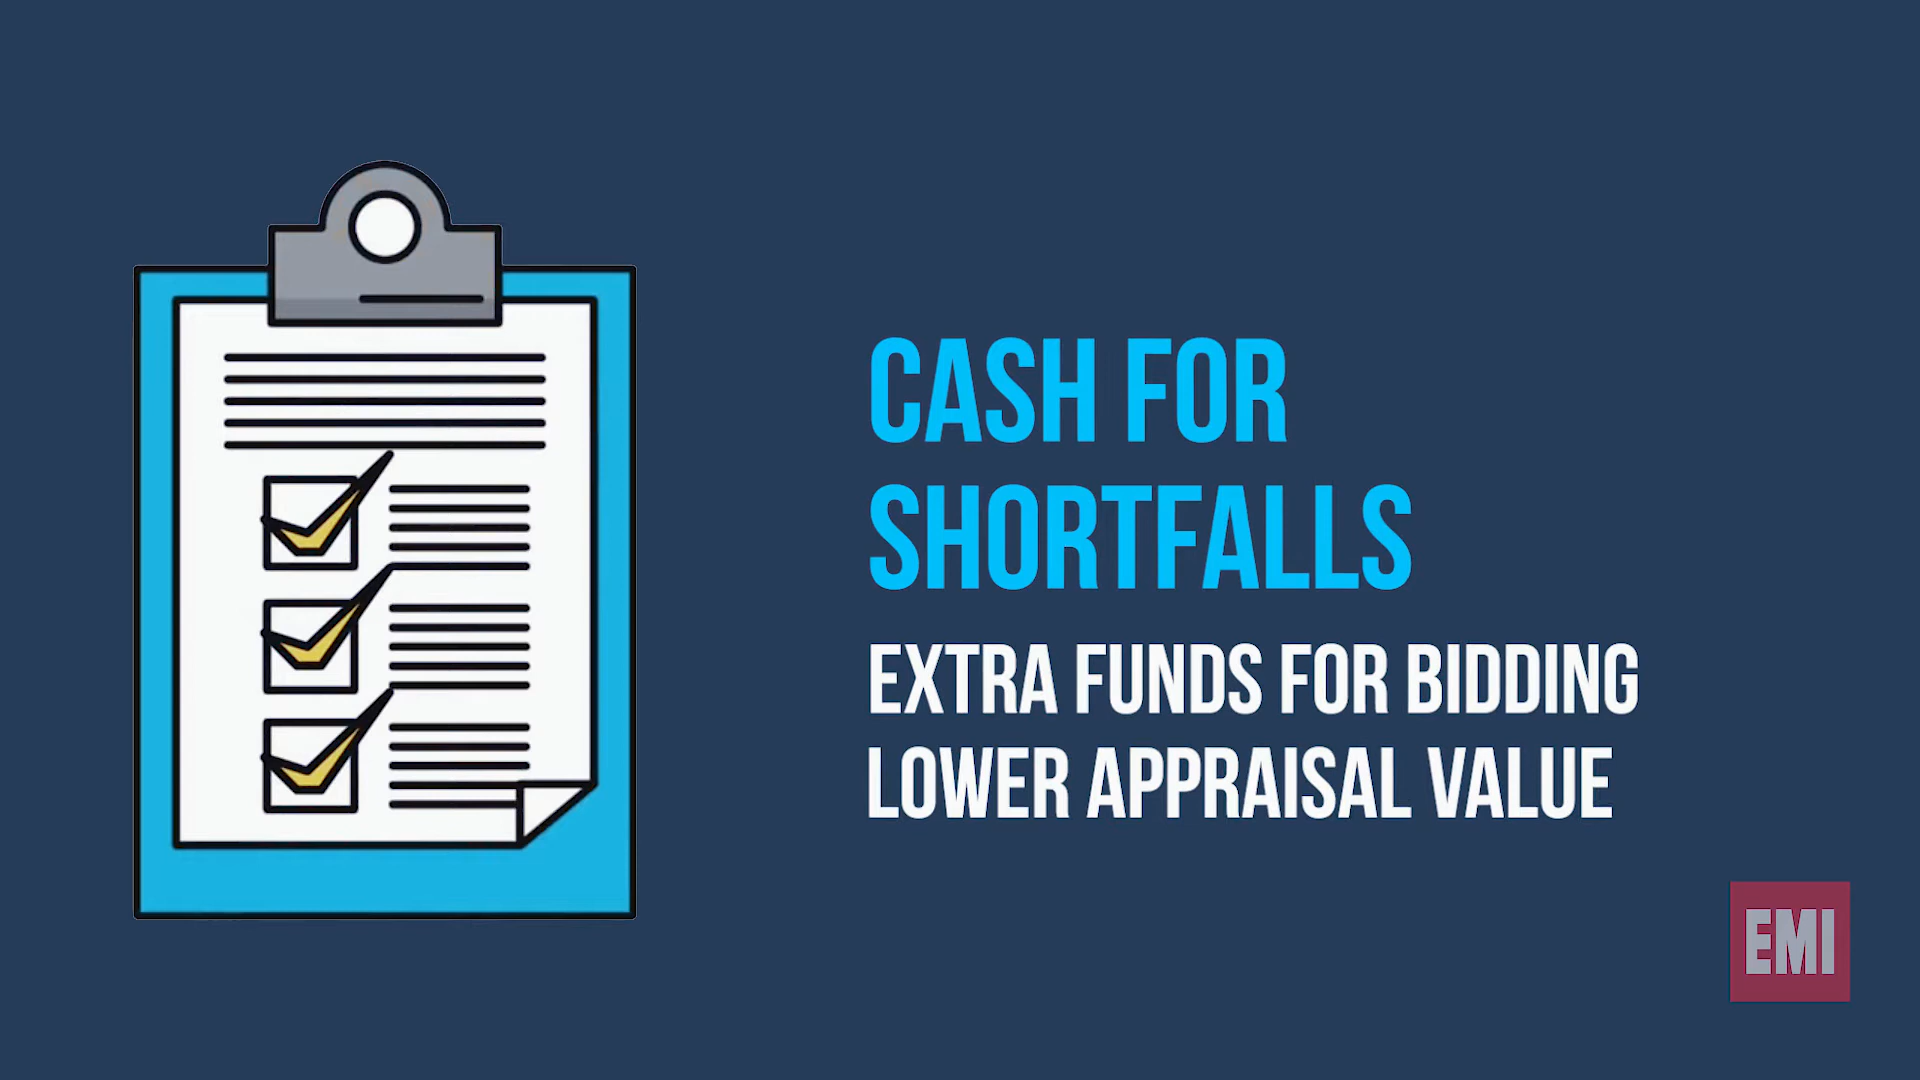 CASH FOR
SHORTFALLS
EXTRA FUNDS FOR BIDDING
LOWER APPRAISAL VALUE
EMI